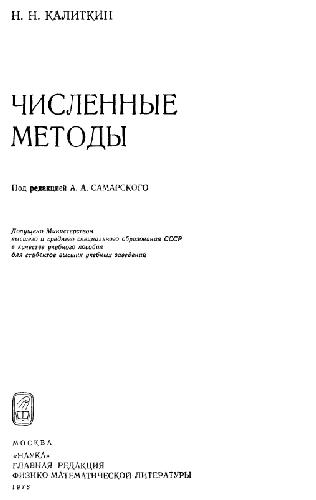 Н. Н. КАЛИТКИН
ЧИСЛЕННЫЕ
МЕТОДЫ
Под редакцией А. А. САМАРСКОГО
Допущено Министерством
высшего и среднего специального образования СССР
в качестве учебного пособия
для студентов высших учебных заведений
МОСКВА
«НАУКА»
ГЛАВНАЯ РЕДАКЦИЯ
ФИЗИКО-МАТЕМАТИЧЕСКОЙ ЛИТЕРАТУРЫ
1978